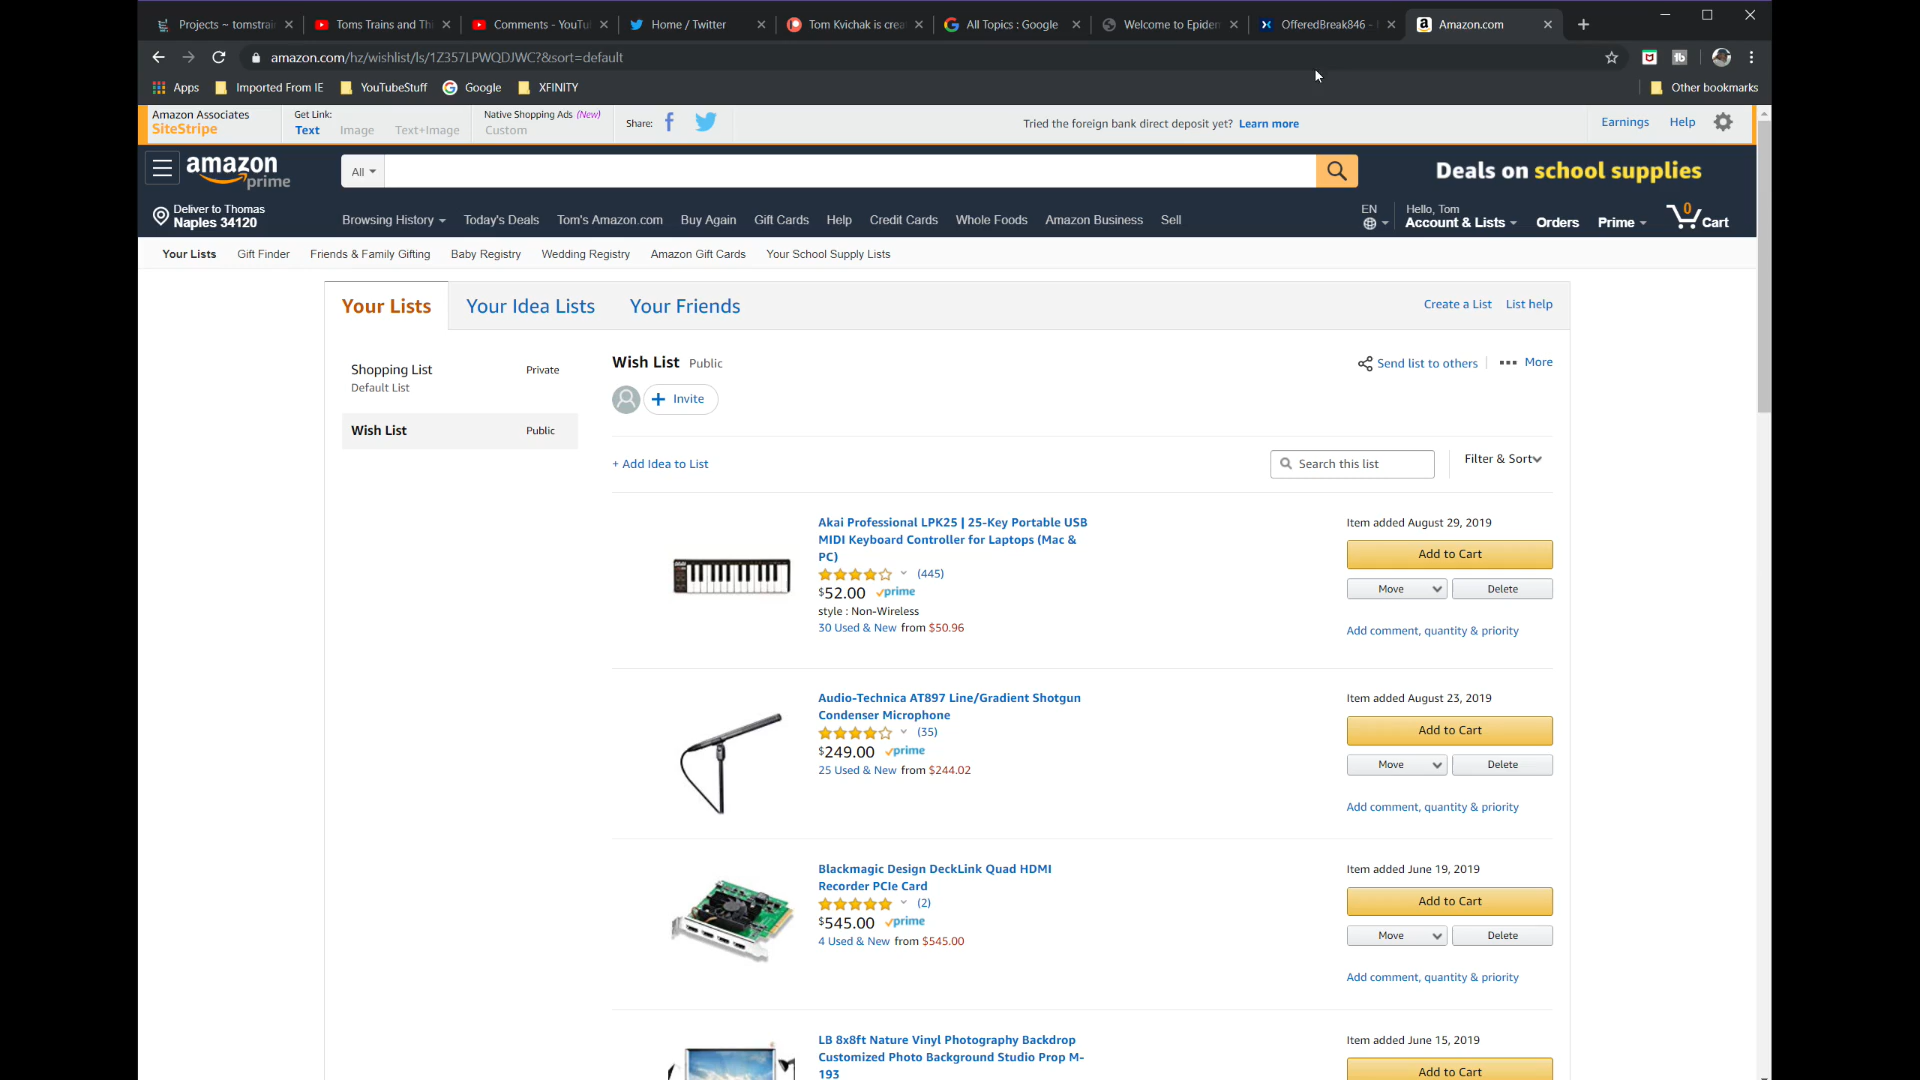 Projects ~ tomstrai
Toms Trains and Thi
Comments - YouTu
Home / Twitter
Tom Kvichak is crea
All Topics : Google
Welcome to Epiden
OfferedBreak846 -
Amazon.com
amazon.com/hz/wishlist/ls/1Z357LPWQDJWC?&sort=default
Apps
Imported From IE
YouTubeStuff
Google
XFINITY
Other bookmarks
Amazon Associates
SiteStripe
Get Link:
Text Image Text+Image
Native Shopping Ads (New)
Custom
Share:
Tried the foreign bank direct deposit yet? Learn more
Earnings
Help
amazon
prime
All
Deals on school supplies
Deliver to Thomas
Naples 34120
Browsing History
Today's Deals
Tom's Amazon.com
Buy Again
Gift Cards
Help
Credit Cards
Whole Foods
Amazon Business
Sell
EN
Hello, Tom
Account & Lists
Orders
Prime
0
Cart
Your Lists
Gift Finder
Friends & Family Gifting
Baby Registry
Wedding Registry
Amazon Gift Cards
Your School Supply Lists
Your Lists
Your Idea Lists
Your Friends
Create a List
List help
Shopping List
Private
Default List
Wish List
Public
Wish List Public
Send list to others
More
+ Invite
+ Add Idea to List
Search this list
Filter & Sort
Akai Professional LPK25 | 25-Key Portable USB
MIDI Keyboard Controller for Laptops (Mac &
PC)
(445)
$52.00 prime
style : Non-Wireless
30 Used & New from $50.96
Item added August 29, 2019
Add to Cart
Move
Delete
Add comment, quantity & priority
Audio-Technica AT897 Line/Gradient Shotgun
Condenser Microphone
(35)
$249.00 prime
25 Used & New from $244.02
Item added August 23, 2019
Add to Cart
Move
Delete
Add comment, quantity & priority
Blackmagic Design DeckLink Quad HDMI
Recorder PCIe Card
(2)
$545.00 prime
4 Used & New from $545.00
Item added June 19, 2019
Add to Cart
Move
Delete
Add comment, quantity & priority
LB 8x8ft Nature Vinyl Photography Backdrop
Customized Photo Background Studio Prop M-
193
Item added June 15, 2019
Add to Cart